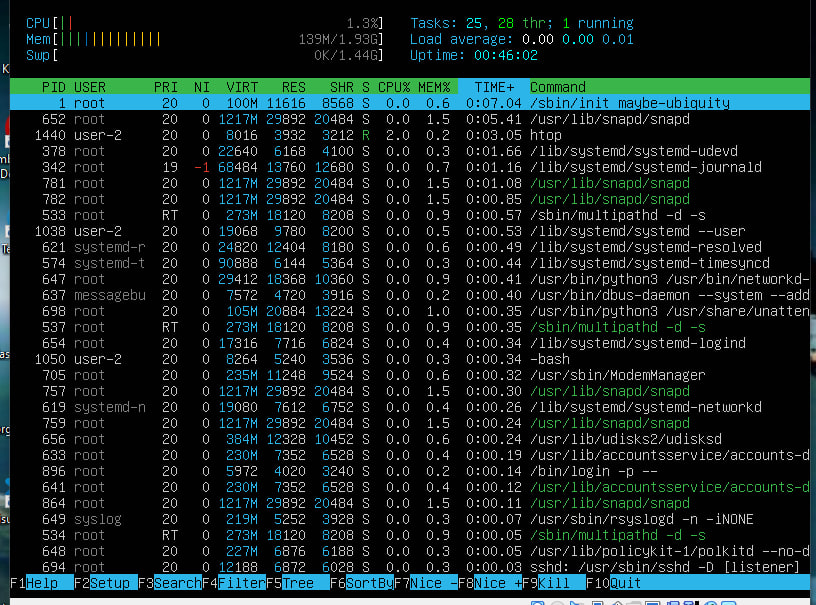 CPU[|| 1.3%] Tasks: 25, 28 thr; 1 running
Mem[||||||||||||||||| 139M/1.93G] Load average: 0.00 0.00 0.01
Swp[ 0K/1.44G] Uptime: 00:46:02
PID USER PRI NI VIRT RES SHR S CPU% MEM% TIME+ Command
1 root 20 0 100M 11616 8568 S 0.0 0.6 0:07.04 /sbin/init maybe-ubiquity
652 root 20 0 1217M 29892 20484 S 0.0 1.5 0:05.41 /usr/lib/snapd/snapd
1440 user-2 20 0 8016 3932 3212 R 2.0 0.2 0:03.05 htop
378 root 20 0 22640 6168 4100 S 0.0 0.3 0:01.66 /lib/systemd/systemd-udevd
342 root 19 -1 68484 13760 12680 S 0.0 0.7 0:01.16 /lib/systemd/systemd-journald
781 root 20 0 1217M 29892 20484 S 0.0 1.5 0:01.08 /usr/lib/snapd/snapd
782 root 20 0 1217M 29892 20484 S 0.0 1.5 0:00.85 /usr/lib/snapd/snapd
533 root RT 0 273M 18120 8208 S 0.0 0.9 0:00.57 /sbin/multipathd -d -s
1038 user-2 20 0 19068 9780 8200 S 0.0 0.5 0:00.53 /lib/systemd/systemd --user
621 systemd-r 20 0 24820 12404 8180 S 0.0 0.6 0:00.49 /lib/systemd/systemd-resolved
574 systemd-t 20 0 90888 6144 5364 S 0.0 0.3 0:00.44 /lib/systemd/systemd-timesyncd
647 root 20 0 29412 18368 10360 S 0.0 0.9 0:00.41 /usr/bin/python3 /usr/bin/networkd-
637 messagebu 20 0 7572 4720 3916 S 0.0 0.2 0:00.40 /usr/bin/dbus-daemon --system --add
698 root 20 0 105M 20884 13224 S 0.0 1.0 0:00.35 /usr/bin/python3 /usr/share/unatten
537 root RT 0 273M 18120 8208 S 0.0 0.9 0:00.35 /sbin/multipathd -d -s
654 root 20 0 17316 7716 6824 S 0.0 0.4 0:00.34 /lib/systemd/systemd-logind
1050 user-2 20 0 8264 5240 3536 S 0.0 0.3 0:00.34 -bash
705 root 20 0 235M 11248 9524 S 0.0 0.6 0:00.32 /usr/sbin/ModemManager
757 root 20 0 1217M 29892 20484 S 0.0 1.5 0:00.30 /usr/lib/snapd/snapd
619 systemd-n 20 0 19080 7612 6752 S 0.0 0.4 0:00.26 /lib/systemd/systemd-networkd
759 root 20 0 1217M 29892 20484 S 0.0 1.5 0:00.24 /usr/lib/snapd/snapd
656 root 20 0 384M 12328 10452 S 0.0 0.6 0:00.24 /usr/lib/udisks2/udisksd
633 root 20 0 230M 7352 6528 S 0.0 0.4 0:00.19 /usr/lib/accountsservice/accounts-d
896 root 20 0 5972 4020 3240 S 0.0 0.2 0:00.14 /bin/login -p --
641 root 20 0 230M 7352 6528 S 0.0 0.4 0:00.12 /usr/lib/accountsservice/accounts-d
864 root 20 0 1217M 29892 20484 S 0.0 1.5 0:00.11 /usr/lib/snapd/snapd
649 syslog 20 0 219M 5252 3928 S 0.0 0.3 0:00.07 /usr/sbin/rsyslogd -n -iNONE
534 root RT 0 273M 18120 8208 S 0.0 0.9 0:00.05 /sbin/multipathd -d -s
648 root 20 0 227M 6876 6188 S 0.0 0.3 0:00.05 /usr/lib/policykit-1/polkitd --no-d
694 root 20 0 12188 6872 6028 S 0.0 0.3 0:00.03 sshd: /usr/sbin/sshd -D [listener]
F1Help F2Setup F3SearchF4FilterF5Tree F6SortByF7Nice -F8Nice +F9Kill F10Quit